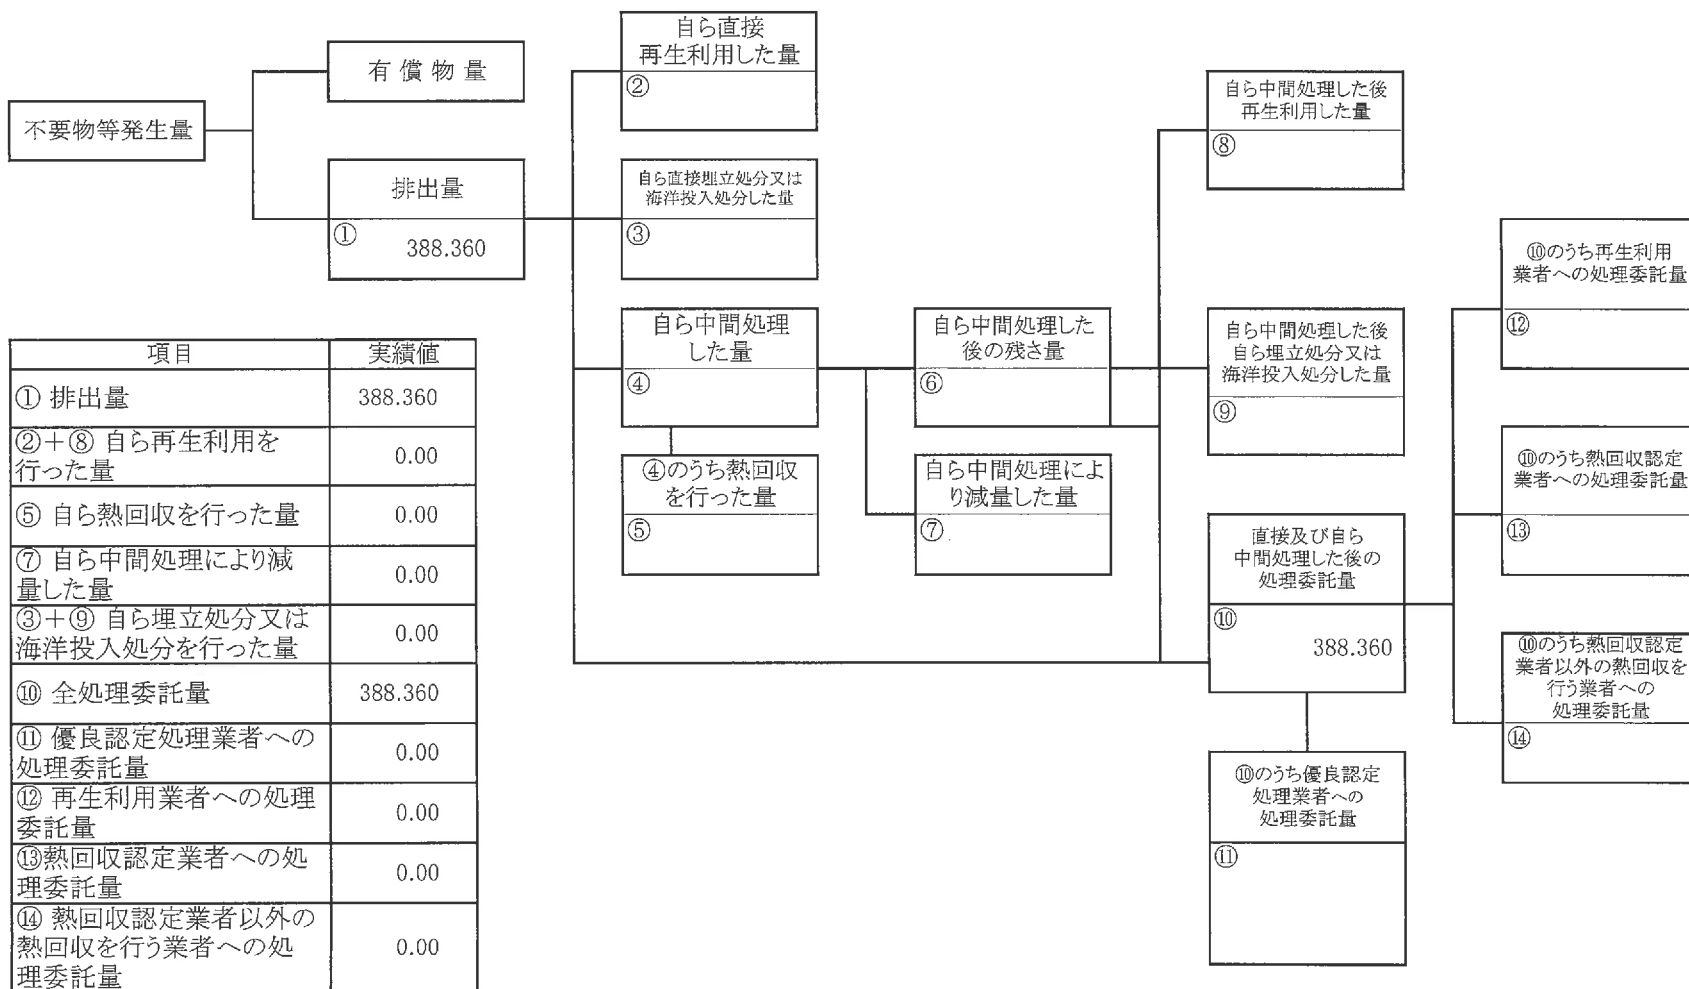 不要物等発生量
有償物量
排出量
①
388.360
自ら直接
再生利用した量
②
自ら直接埋立処分又は
海洋投入処分した量
③
自ら中間処理
した量
④
④のうち熱回収
を行った量
⑤
自ら中間処理した
後の残さ量
⑥
自ら中間処理によ
り減量した量
⑦
自ら中間処理した後
再生利用した量
⑧
自ら中間処理した後
自ら埋立処分又は
海洋投入処分した量
⑨
直接及び自ら
中間処理した後の
処理委託量
⑩
388.360
⑩のうち優良認定
処理業者への
処理委託量
⑪
⑩のうち再生利用
業者への処理委託量
⑫
⑩のうち熱回収認定
業者への処理委託量
⑬
⑩のうち熱回収認定
業者以外の熱回収を
行う業者への
処理委託量
⑭
項目 実績値
① 排出量 388.360
②+⑧ 自ら再生利用を
行った量 0.00
⑤ 自ら熱回収を行った量 0.00
⑦ 自ら中間処理により減
量した量 0.00
③+⑨ 自ら埋立処分又は
海洋投入処分を行った量 0.00
⑩ 全処理委託量 388.360
⑪ 優良認定処理業者への
処理委託量 0.00
⑫ 再生利用業者への処理
委託量 0.00
⑬熱回収認定業者への処
理委託量 0.00
⑭ 熱回収認定業者以外の
熱回収を行う業者への処 0.00
理委託量